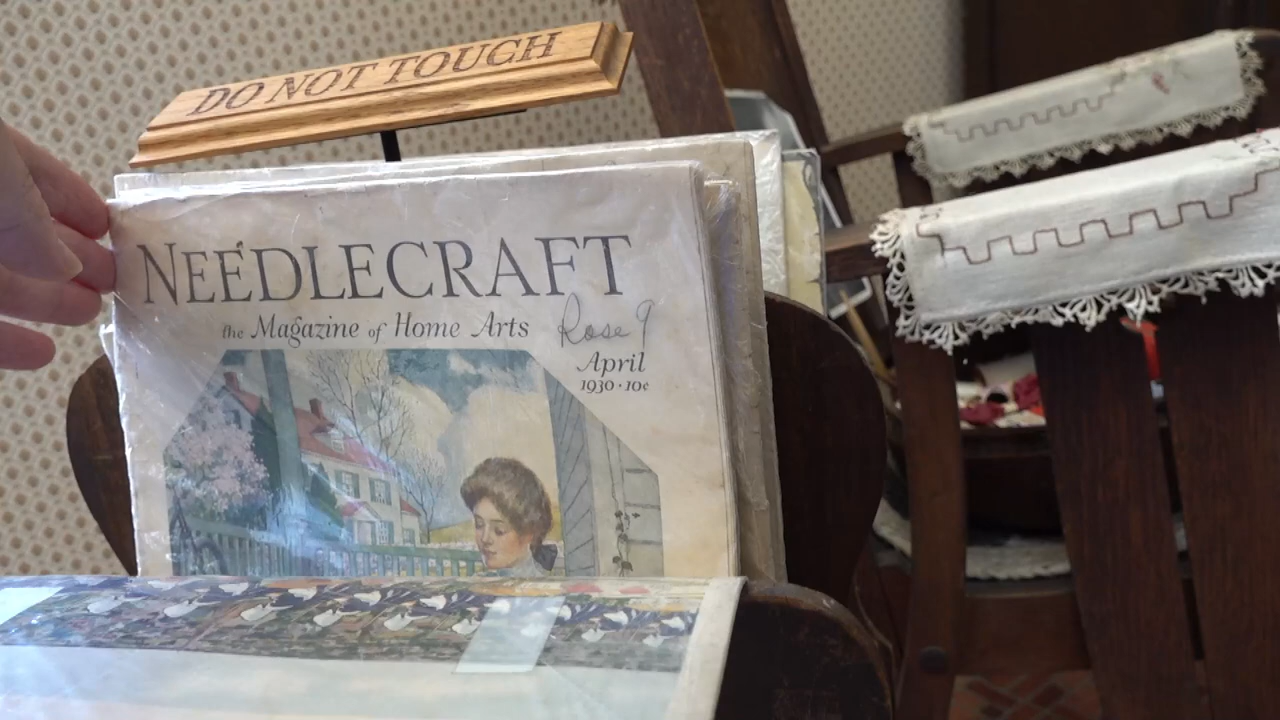 DO NOT TOUCH
NEEDLECRAFT
the Magazine of Home Arts
Rose 9
April
1930 · 10¢